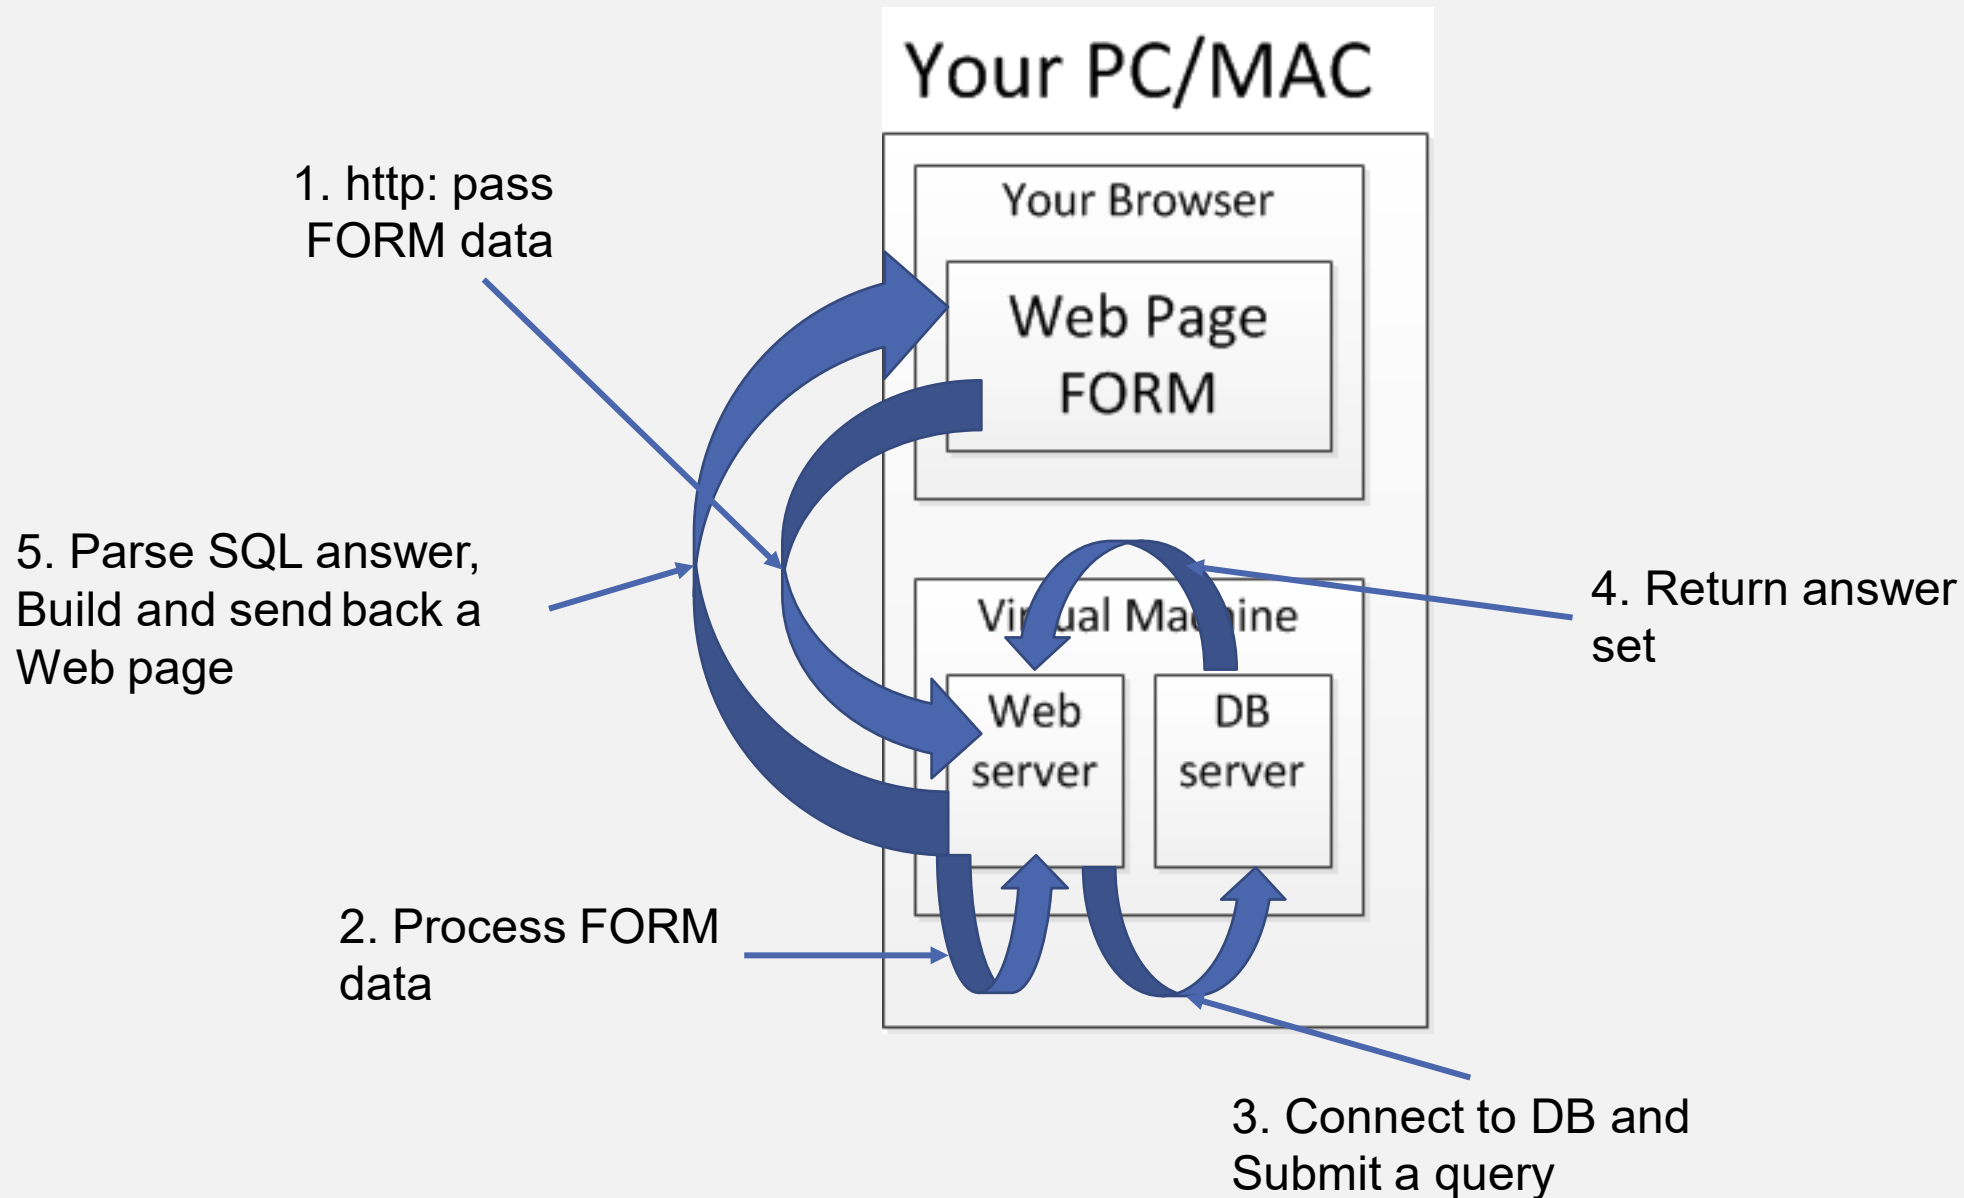 Your PC/MAC
1. http: pass
FORM data
Your Browser
Web Page
FORM
5. Parse SQL answer,
Build and send back a
Web page
4. Return answer
set
Virtual Machine
Web
server
DB
server
2. Process FORM
data
3. Connect to DB and
Submit a query